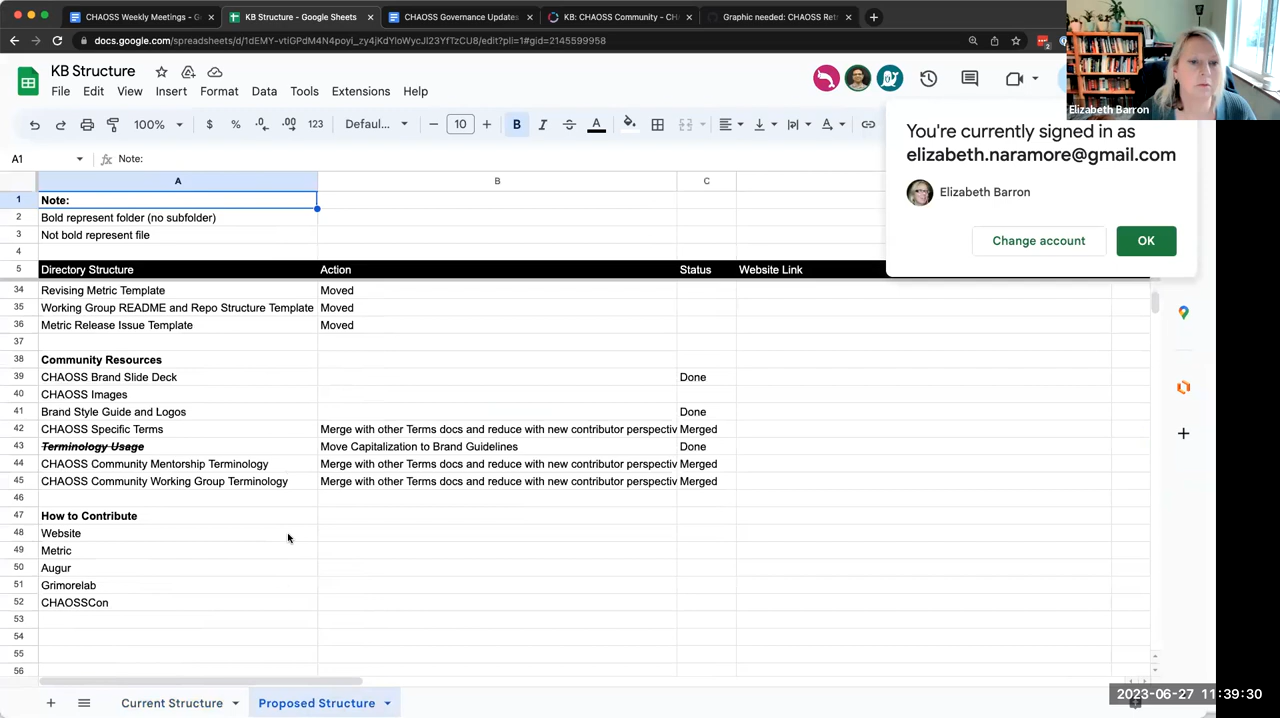 CHAOSS Weekly Meetings - G
KB Structure - Google Sheets
CHAOSS Governance Updates
KB: CHAOSS Community - CH
Graphic needed: CHAOSS Ret
docs.google.com/spreadsheets/d/1dEMY-vtiGPdM4N4poyi_zy4jKdYloWycJI23YfTzCU8/edit?pli=1#gid=2145599958
KB Structure
File Edit View Insert Format Data Tools Extensions Help
100% $ % .0 .00 123 Defaul... 10 B I A
A1 fx Note:
A B C
1 Note:
2 Bold represent folder (no subfolder)
3 Not bold represent file
4
5 Directory Structure Action Status Website Link
34 Revising Metric Template Moved
35 Working Group README and Repo Structure Template Moved
36 Metric Release Issue Template Moved
37
38 Community Resources
39 CHAOSS Brand Slide Deck Done
40 CHAOSS Images
41 Brand Style Guide and Logos Done
42 CHAOSS Specific Terms Merge with other Terms docs and reduce with new contributor perspectiv Merged
43 Terminology Usage Move Capitalization to Brand Guidelines Done
44 CHAOSS Community Mentorship Terminology Merge with other Terms docs and reduce with new contributor perspectiv Merged
45 CHAOSS Community Working Group Terminology Merge with other Terms docs and reduce with new contributor perspectiv Merged
46
47 How to Contribute
48 Website
49 Metric
50 Augur
51 Grimorelab
52 CHAOSSCon
53
54
55
56
Current Structure Proposed Structure
Elizabeth Barron
You're currently signed in as
elizabeth.naramore@gmail.com
Elizabeth Barron
Change account OK
2023-06-27 11:39:30